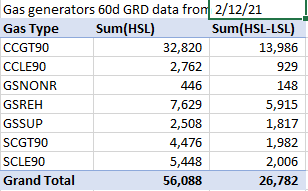 Gas generators 60d GRD data from 2/12/21
Gas Type Sum(HSL) Sum(HSL-LSL)
CCGT90 32,820 13,986
CCLE90 2,762 929
GSNONR 446 148
GSREH 7,629 5,915
GSSUP 2,508 1,817
SCGT90 4,476 1,982
SCLE90 5,448 2,006
Grand Total 56,088 26,782